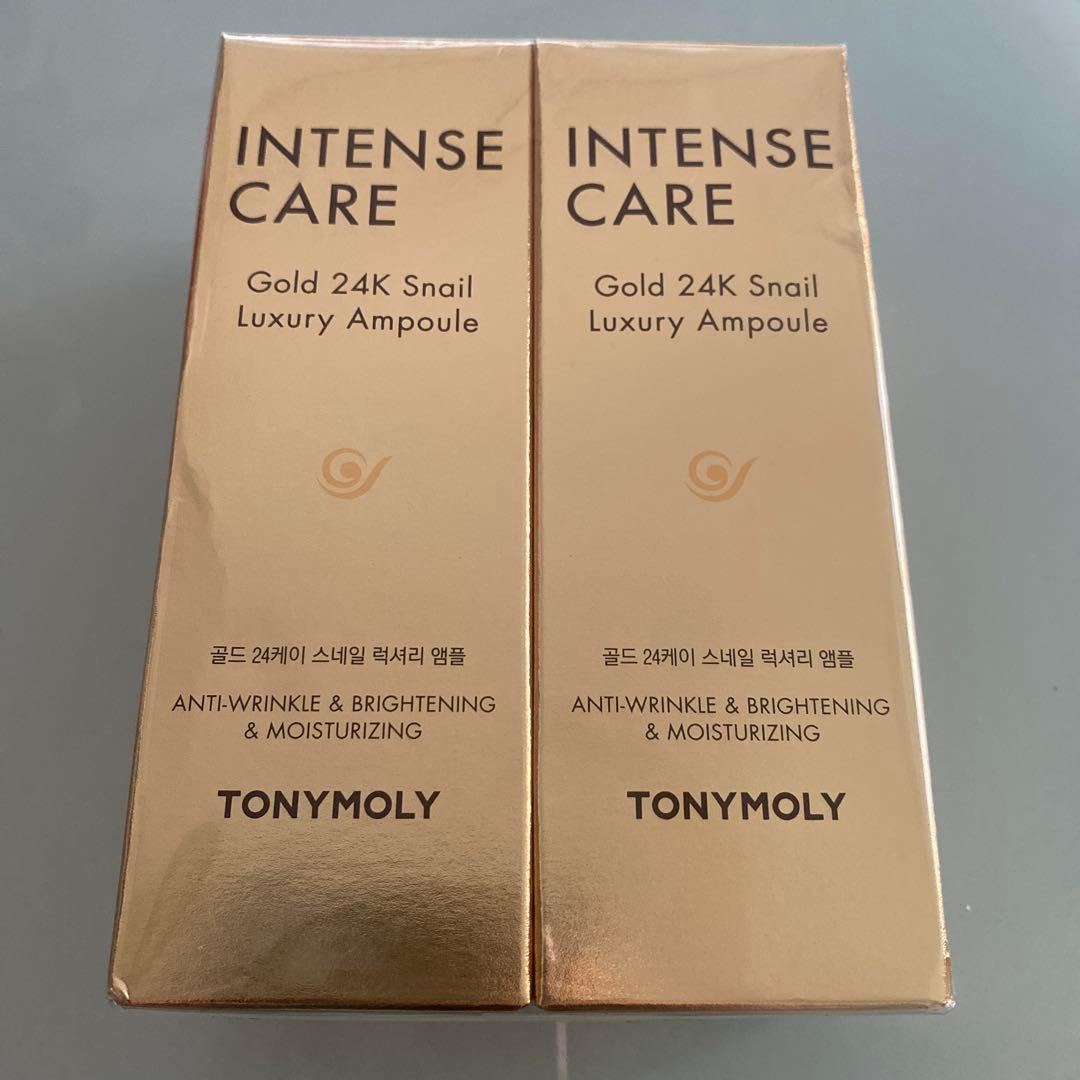 INTENSE
CARE
Gold 24K Snail
Luxury Ampoule
골드 24케이 스네일 럭셔리 앰플
ANTI-WRINKLE & BRIGHTENING
& MOISTURIZING
TONYMOLY
INTENSE
CARE
Gold 24K Snail
Luxury Ampoule
골드 24케이 스네일 럭셔리 앰플
ANTI-WRINKLE & BRIGHTENING
& MOISTURIZING
TONYMOLY